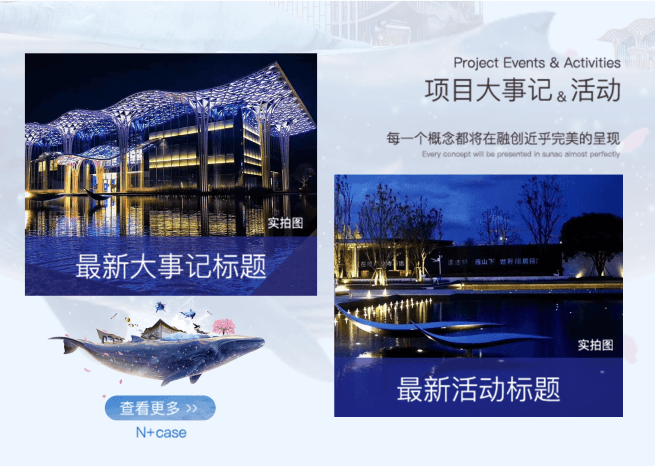 Project Events & Activities
项目大事记&活动
每一个概念都将在融创近乎完美的呈现
Every concept will be presented in sunac almost perfectly
实拍图
最新大事记标题
实拍图
最新活动标题
查看更多 >>
N+case